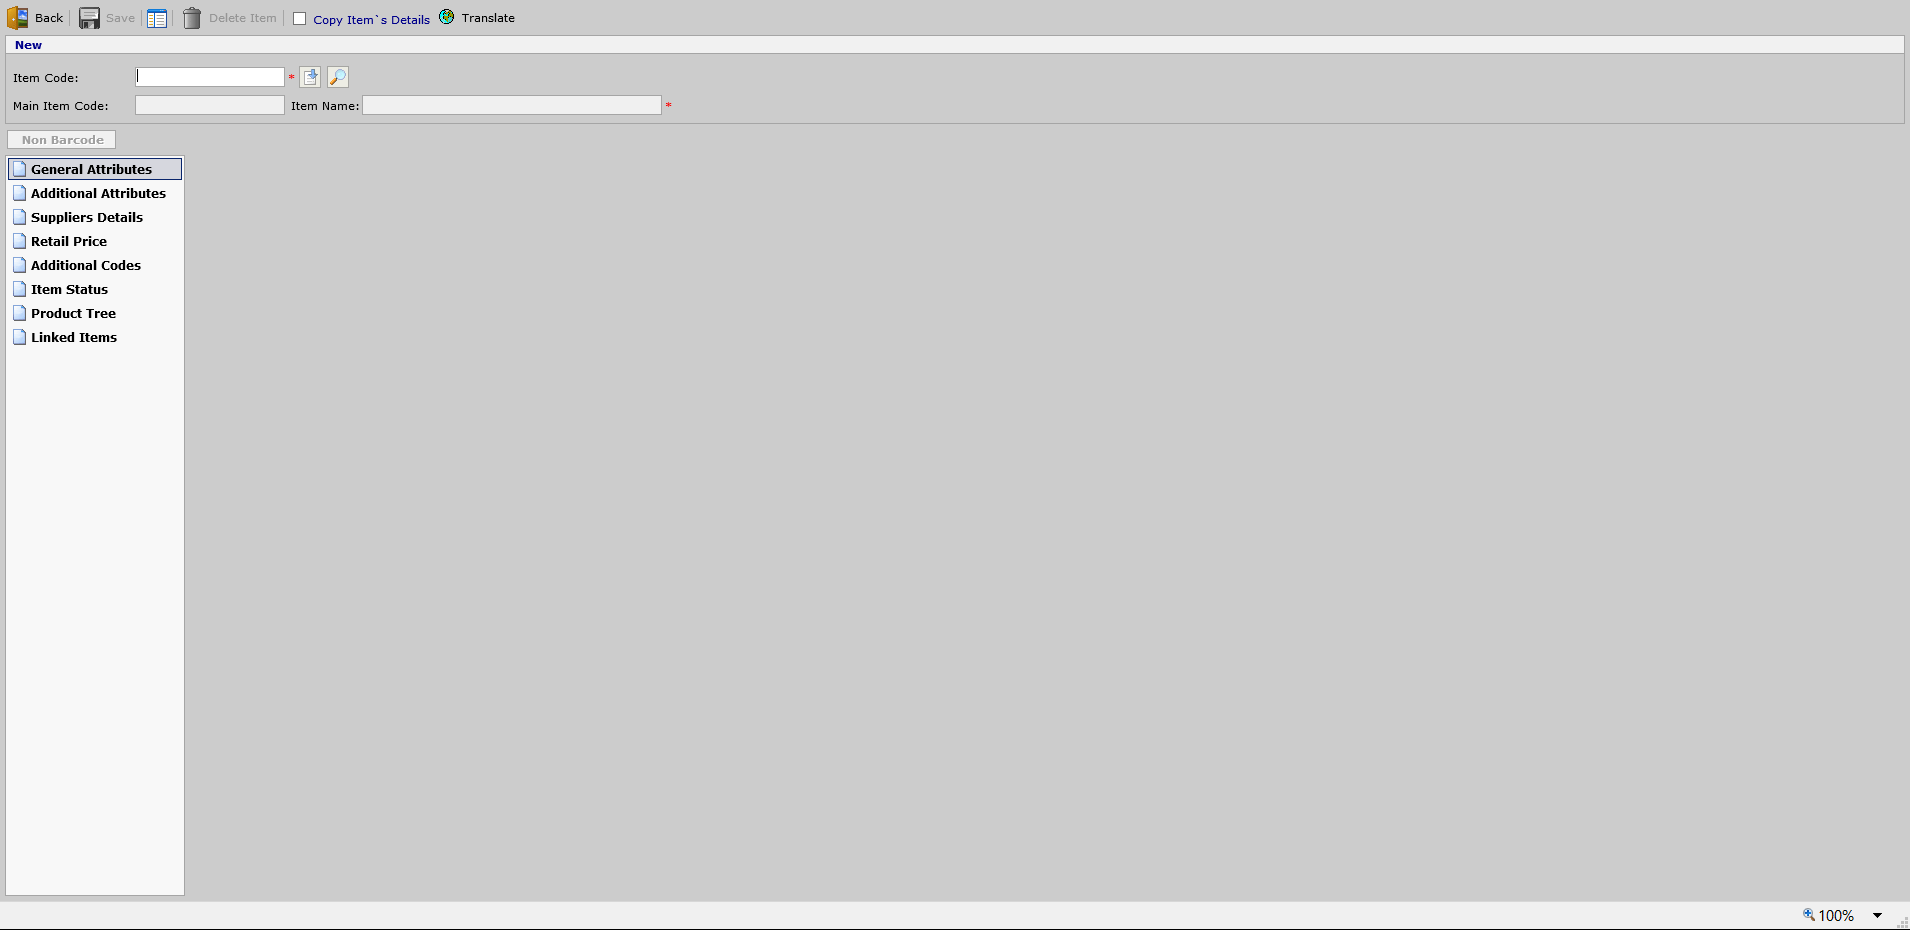 Back Save Delete Item Copy Item`s Details Translate
New
Item Code: *
Main Item Code: Item Name: *
Non Barcode
General Attributes
Additional Attributes
Suppliers Details
Retail Price
Additional Codes
Item Status
Product Tree
Linked Items
100%